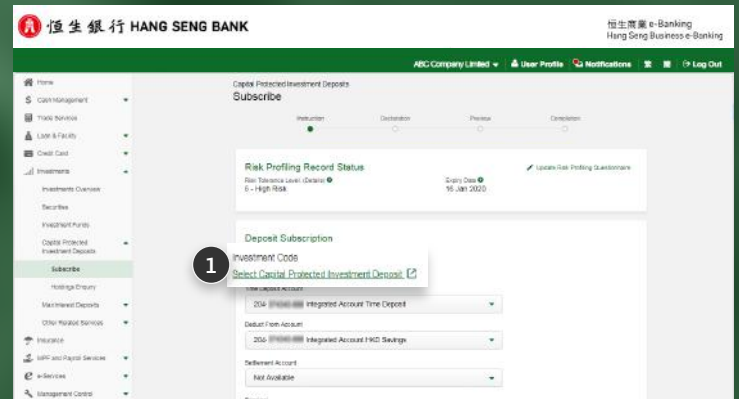 恒生銀行 HANG SENG BANK
恒生商業 e-Banking
Hang Seng Business e-Banking
ABC Company Limited
User Profile
Notifications
繁
簡
Log Out
Home
Cash Management
Trade Services
Loan & Facility
Credit Card
Investments
Investments Overview
Securities
Investment Funds
Capital Protected
Investment Deposits
Subscribe
Holdings Enquiry
MaxiInterest Deposits
Other Related Services
Insurance
MPF and Payroll Services
e-Services
Management Control
Capital Protected Investment Deposits
Subscribe
Instruction
Declaration
Preview
Completion
Risk Profiling Record Status
Update Risk Profiling Questionnaire
Risk Tolerance Level (Details)
5 - High Risk
Expiry Date
16 Jan 2020
Deposit Subscription
1
Investment Code
Select Capital Protected Investment Deposit
Time Deposit Account
Integrated Account Time Deposit
Deduct From Account
Integrated Account HKD Savings
Settlement Account
Not Available